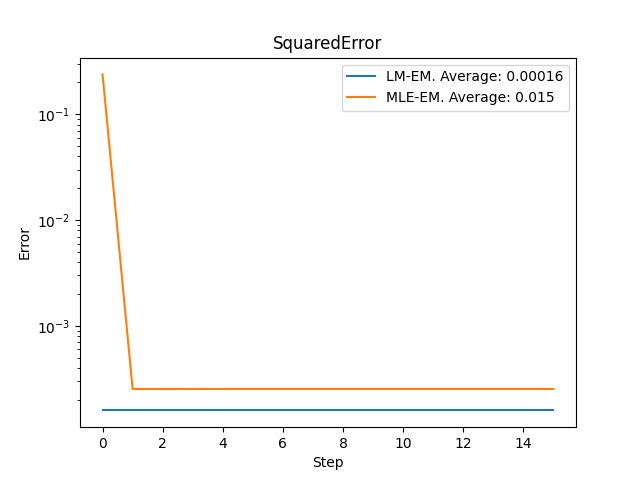 SquaredError
LM-EM. Average: 0.00016
MLE-EM. Average: 0.015
10⁻¹
10⁻²
10⁻³
Error
0 2 4 6 8 10 12 14
Step